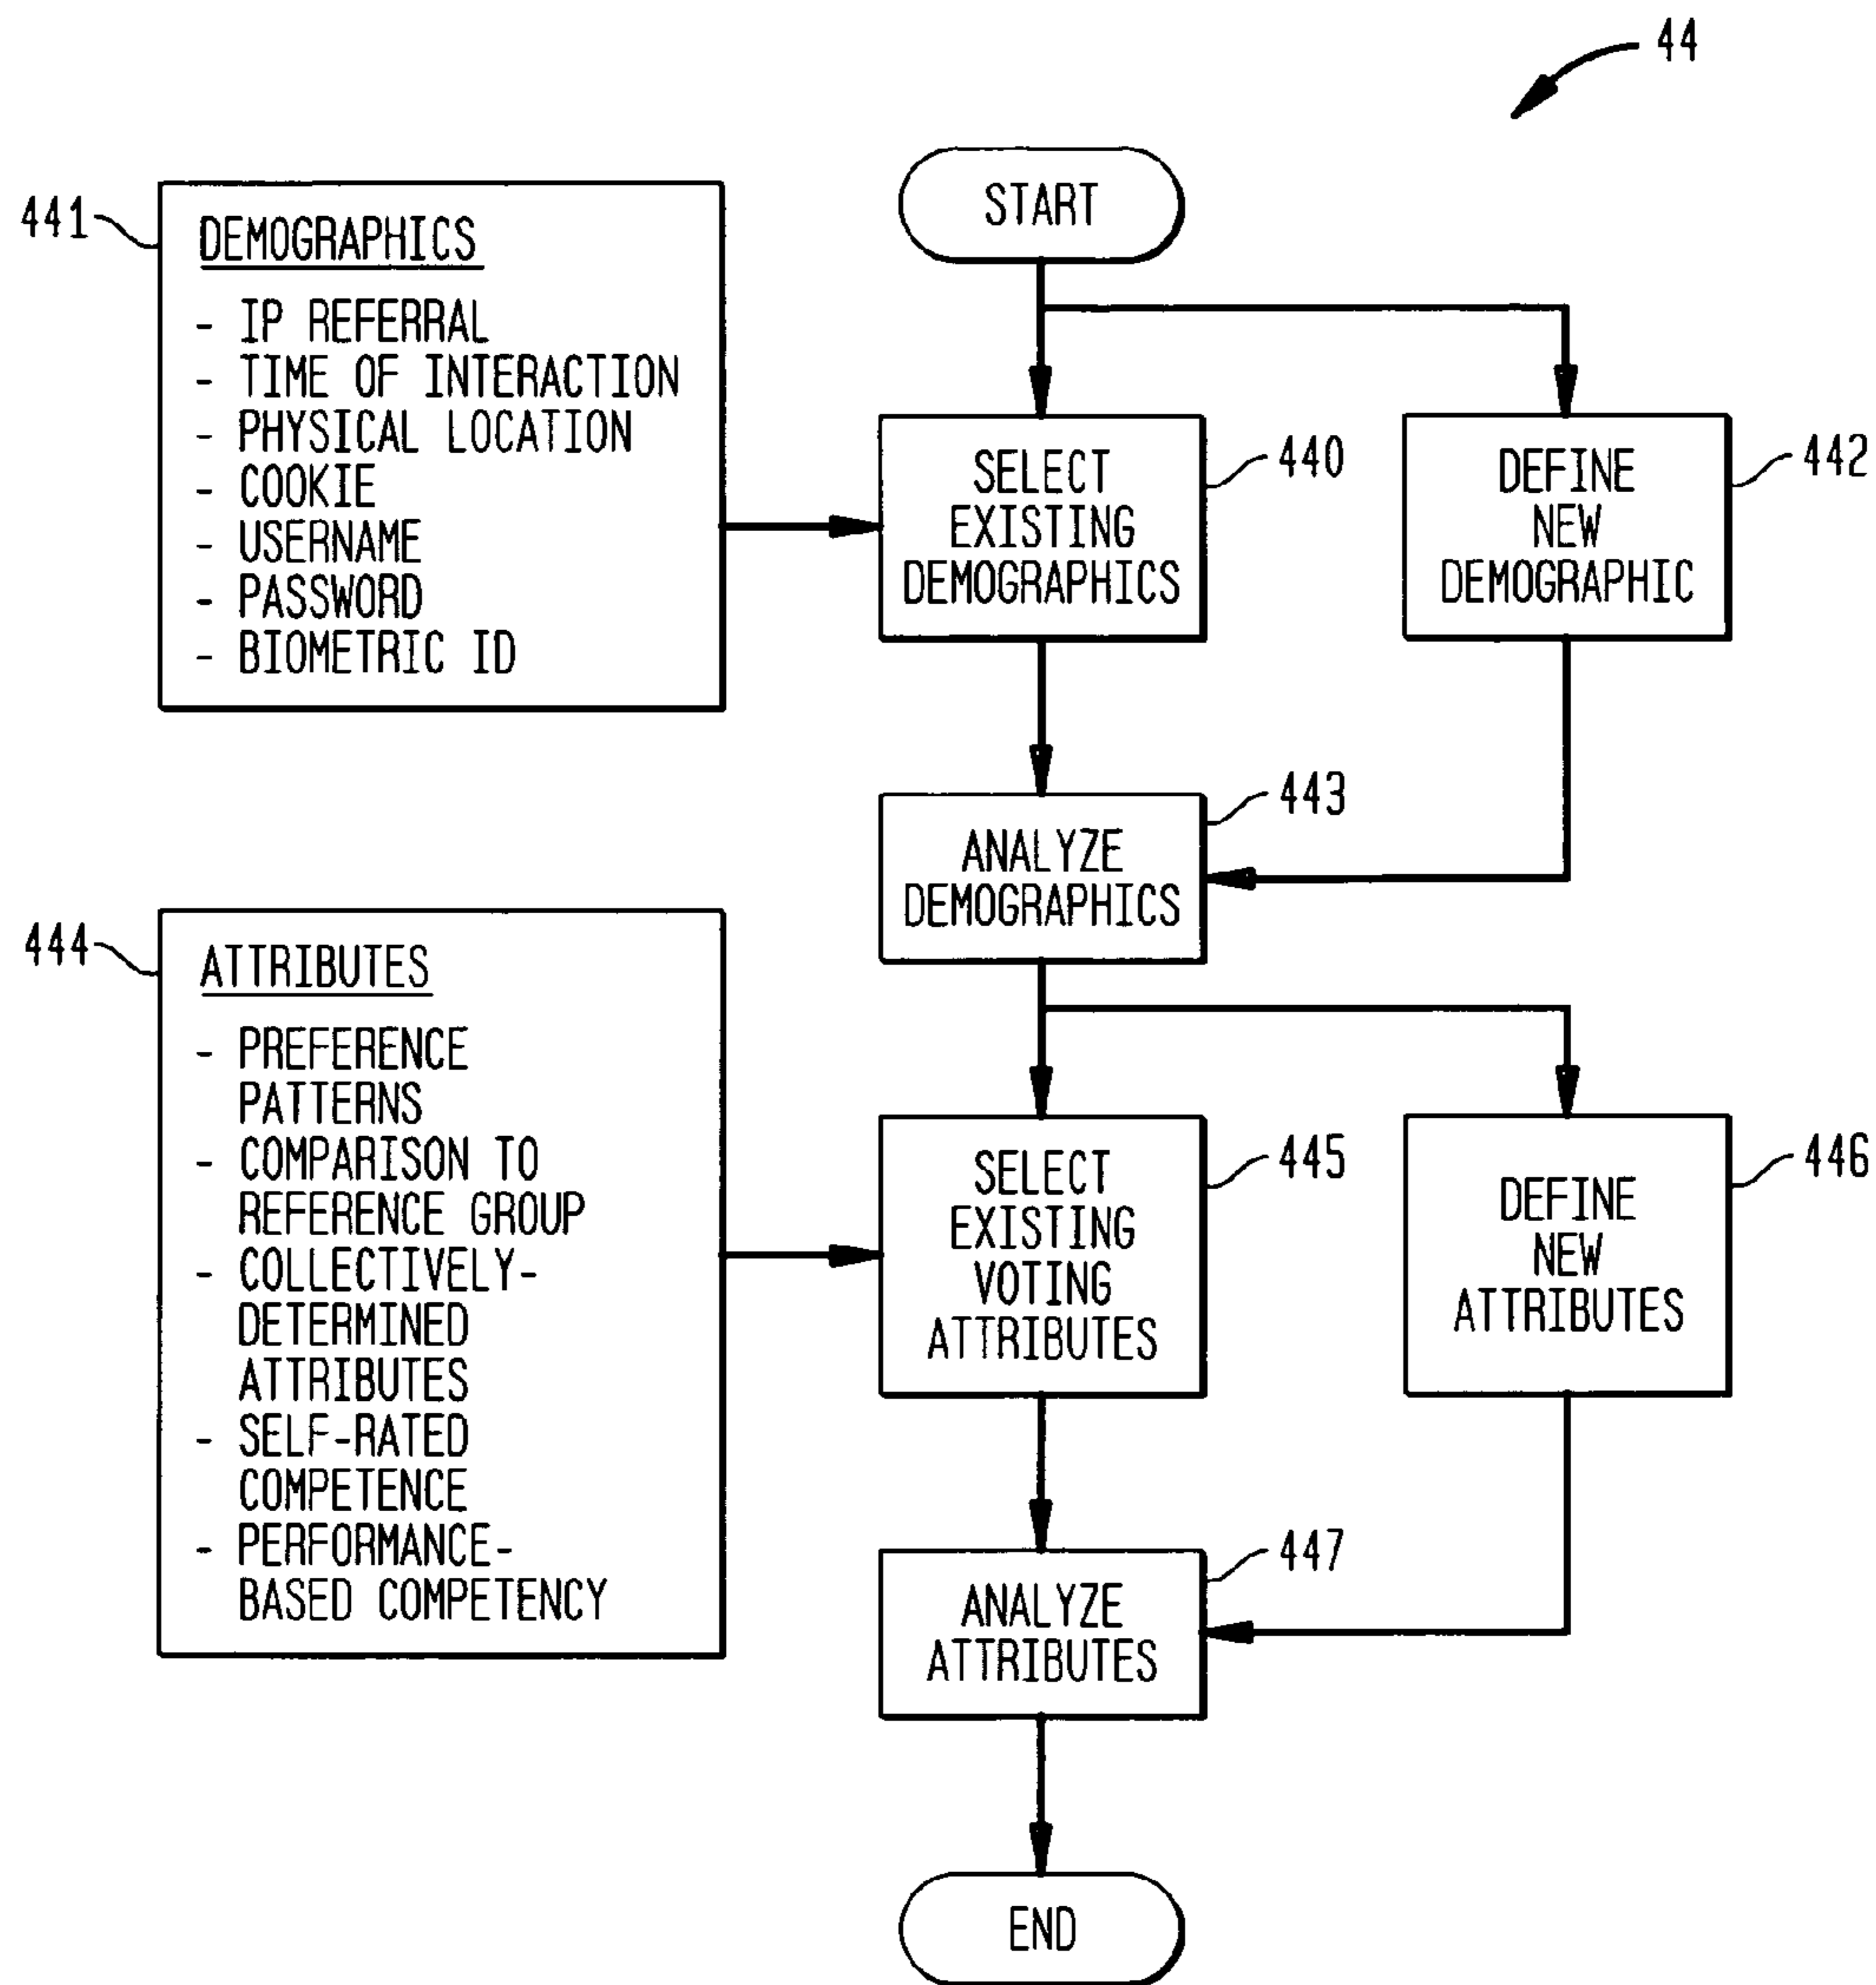 44
START
441
DEMOGRAPHICS
- IP REFERRAL
- TIME OF INTERACTION
- PHYSICAL LOCATION
- COOKIE
- USERNAME
- PASSWORD
- BIOMETRIC ID
SELECT
EXISTING
DEMOGRAPHICS
440
DEFINE
NEW
DEMOGRAPHIC
442
ANALYZE
DEMOGRAPHICS
443
444
ATTRIBUTES
- PREFERENCE
PATTERNS
- COMPARISON TO
REFERENCE GROUP
- COLLECTIVELY-
DETERMINED
ATTRIBUTES
- SELF-RATED
COMPETENCE
- PERFORMANCE-
BASED COMPETENCY
SELECT
EXISTING
VOTING
ATTRIBUTES
445
DEFINE
NEW
ATTRIBUTES
446
ANALYZE
ATTRIBUTES
447
END